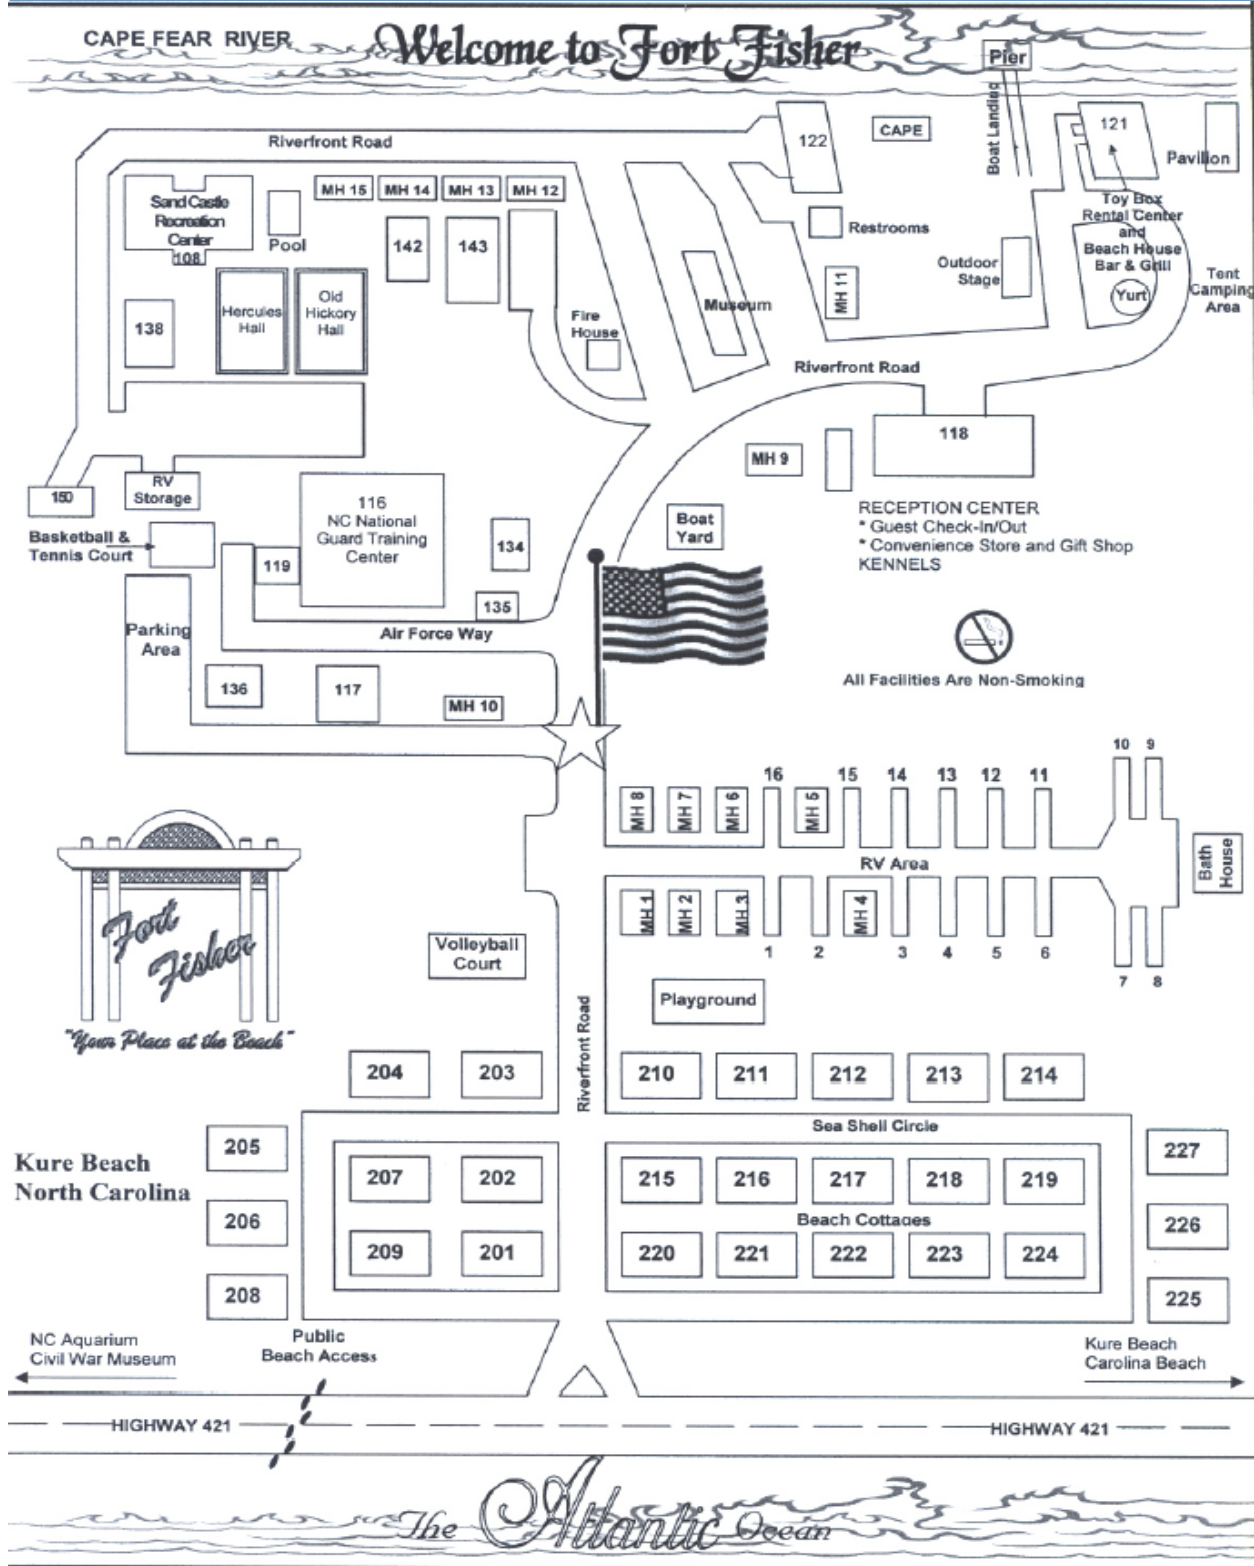 CAPE FEAR RIVER
Welcome to Fort Fisher
Pier
Boat Landing
Riverfront Road
122
CAPE
121
Pavilion
Sand Castle
Recreation
Center
108
Pool
MH 15
MH 14
MH 13
MH 12
142
143
Restrooms
Toy Box
Rental Center
and
Beach House
Bar & Grill
Yurt
Outdoor
Stage
Tent
Camping
Area
MH 11
138
Hercules
Hall
Old
Hickory
Hall
Fire
House
Museum
Riverfront Road
118
MH 9
150
RV
Storage
116
NC National
Guard Training
Center
134
Boat
Yard
RECEPTION CENTER
* Guest Check-In/Out
* Convenience Store and Gift Shop
KENNELS
Basketball &
Tennis Court
119
135
Air Force Way
Parking
Area
136
117
MH 10
All Facilities Are Non-Smoking
10
9
16
15
14
13
12
11
MH 8
MH 7
MH 6
MH 5
RV Area
Bath
House
MH 1
MH 2
MH 3
MH 4
1
2
3
4
5
6
7
8
Fort
Fisher
"Your Place at the Beach"
Volleyball
Court
Playground
Riverfront Road
204
203
210
211
212
213
214
Sea Shell Circle
205
227
Kure Beach
North Carolina
207
202
215
216
217
218
219
206
Beach Cottages
226
209
201
220
221
222
223
224
208
225
NC Aquarium
Civil War Museum
Public
Beach Access
Kure Beach
Carolina Beach
HIGHWAY 421
HIGHWAY 421
The Atlantic Ocean